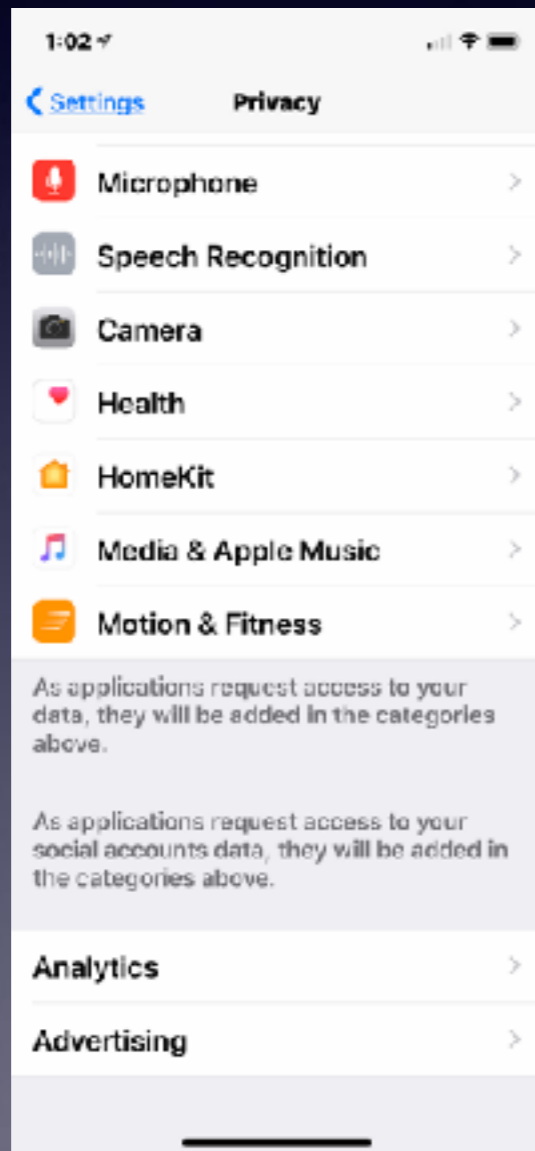 1:02
Settings
Privacy
Microphone
Speech Recognition
Camera
Health
HomeKit
Media & Apple Music
Motion & Fitness
As applications request access to your
data, they will be added in the categories
above.
As applications request access to your
social accounts data, they will be added in
the categories above.
Analytics
Advertising